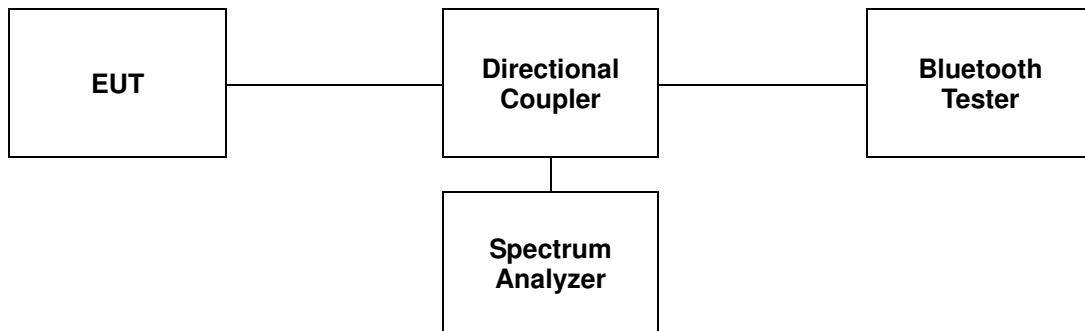 EUT
Directional
Coupler
Bluetooth
Tester
Spectrum
Analyzer